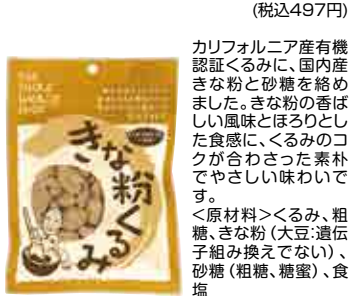 (税込497円)
カリフォルニア産有機
認証くるみに、国内産
きな粉と砂糖を絡め
ました。きな粉の香ば
しい風味とほろりとし
た食感に、くるみのコ
クが合わさった素朴
でやさしい味わいで
す。
<原材料>くるみ、粗
糖、きな粉(大豆:遺伝
子組み換えでない)、
砂糖(粗糖、糖蜜)、食
塩
きな粉くるみ